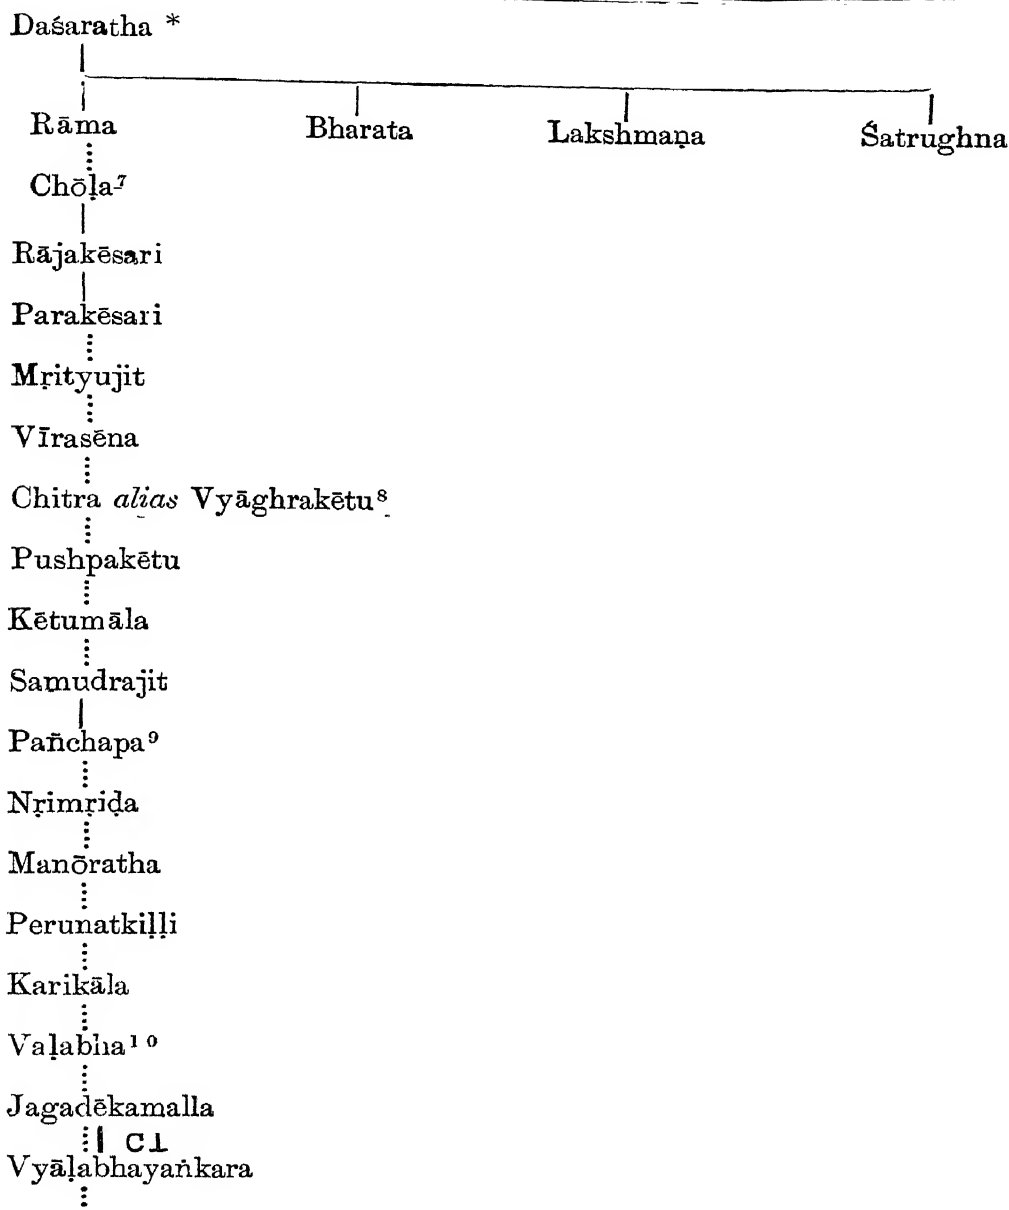 Daśaratha *
Rāma Bharata Lakshmaṇa Śatrughna
Chōḷa⁷
Rājakēsari
Parakēsari
Mṛityujit
Vīrasēna
Chitra alias Vyāghrakētu⁸
Pushpakētu
Kētumāla
Samudrajit
Pañchapa⁹
Nṛimṛiḍa
Manōratha
Perunatkiḷḷi
Karikāla
Vaḷabha¹⁰
Jagadēkamalla
Vyāḷabhayaṅkara